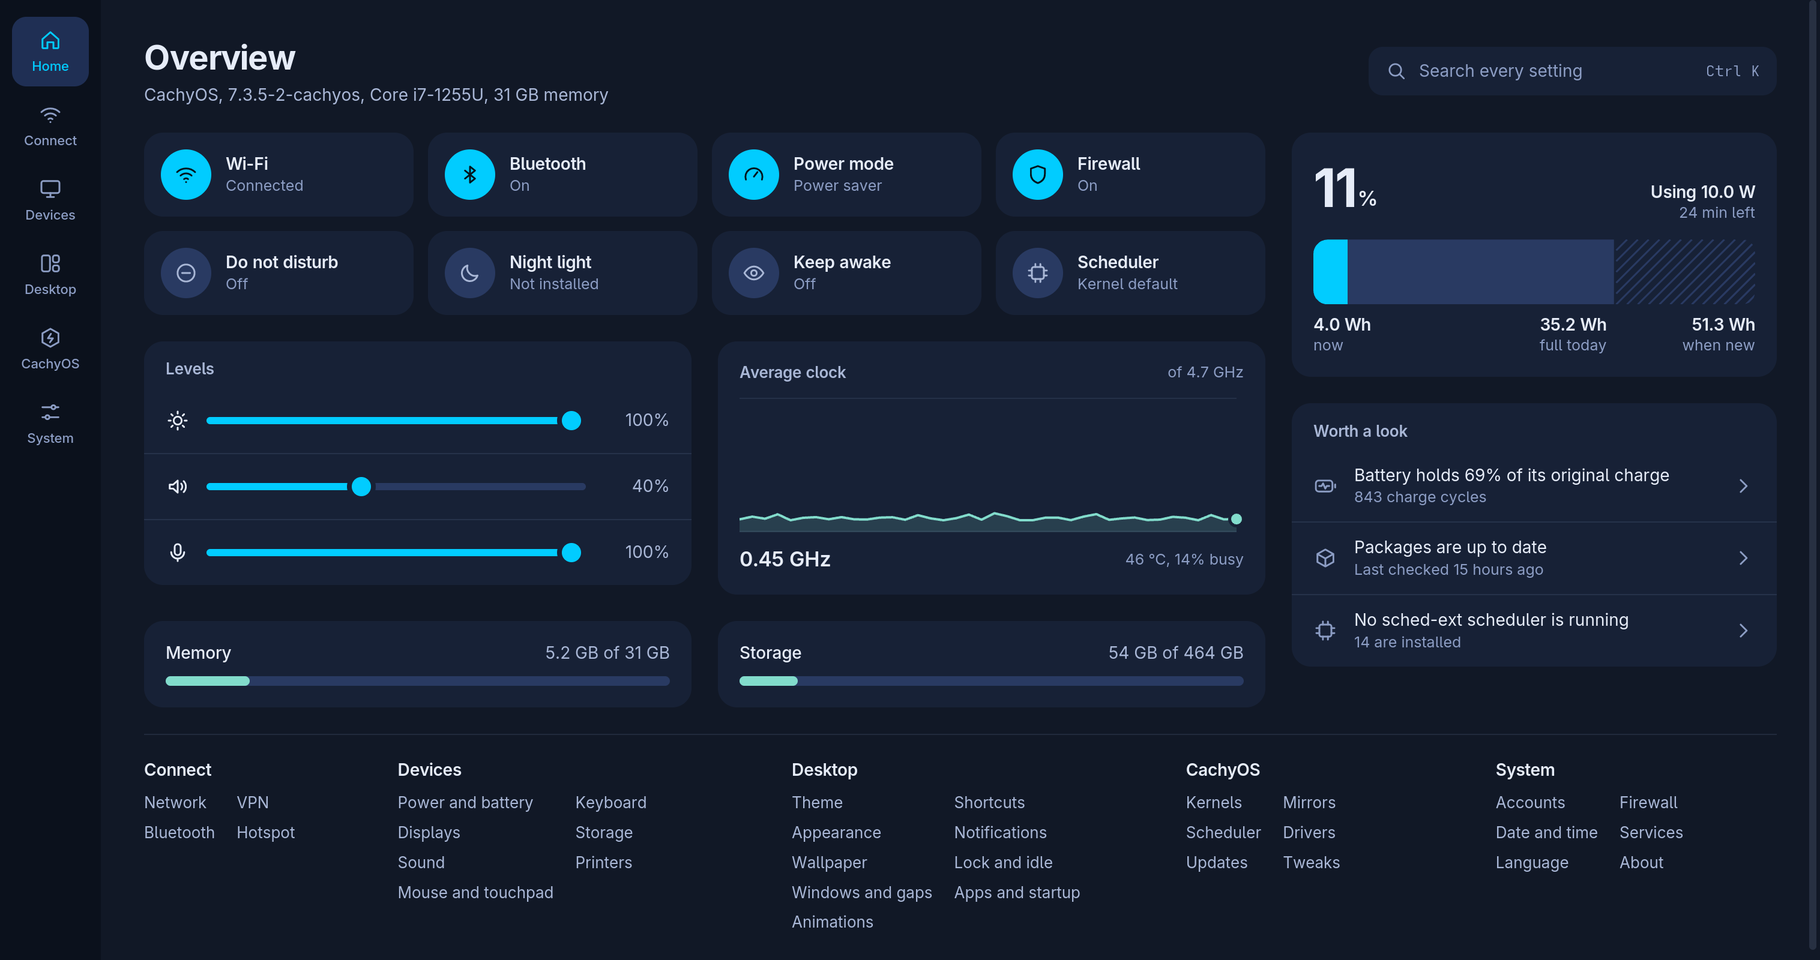 Home
Connect
Devices
Desktop
CachyOS
System
Overview
CachyOS, 7.3.5-2-cachyos, Core i7-1255U, 31 GB memory
Search every setting Ctrl K
Wi-Fi
Connected
Bluetooth
On
Power mode
Power saver
Firewall
On
Do not disturb
Off
Night light
Not installed
Keep awake
Off
Scheduler
Kernel default
11%
Using 10.0 W
24 min left
4.0 Wh
now
35.2 Wh
full today
51.3 Wh
when new
Levels
100%
40%
100%
Average clock of 4.7 GHz
0.45 GHz 46 °C, 14% busy
Worth a look
Battery holds 69% of its original charge
843 charge cycles
Packages are up to date
Last checked 15 hours ago
No sched-ext scheduler is running
14 are installed
Memory 5.2 GB of 31 GB
Storage 54 GB of 464 GB
Connect
Network VPN
Bluetooth Hotspot
Devices
Power and battery Keyboard
Displays Storage
Sound Printers
Mouse and touchpad
Desktop
Theme Shortcuts
Appearance Notifications
Wallpaper Lock and idle
Windows and gaps Apps and startup
Animations
CachyOS
Kernels Mirrors
Scheduler Drivers
Updates Tweaks
System
Accounts Firewall
Date and time Services
Language About